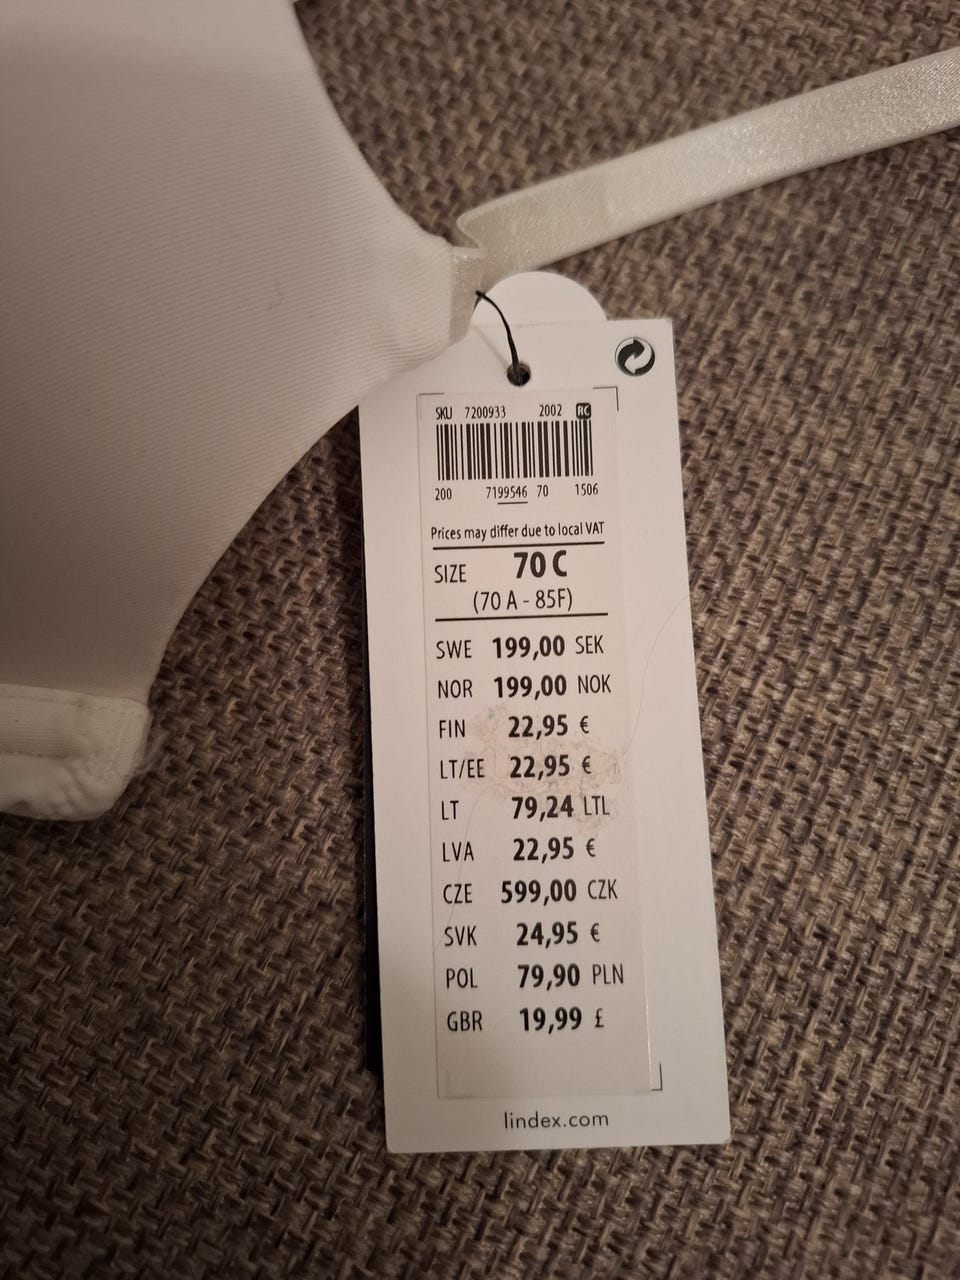 SKU 7200933 2002 RC
200 7199546 70 1506
Prices may differ due to local VAT
SIZE 70 C
(70 A - 85F)
SWE 199,00 SEK
NOR 199,00 NOK
FIN 22,95 €
LT/EE 22,95 €
LT 79,24 LTL
LVA 22,95 €
CZE 599,00 CZK
SVK 24,95 €
POL 79,90 PLN
GBR 19,99 £
lindex.com